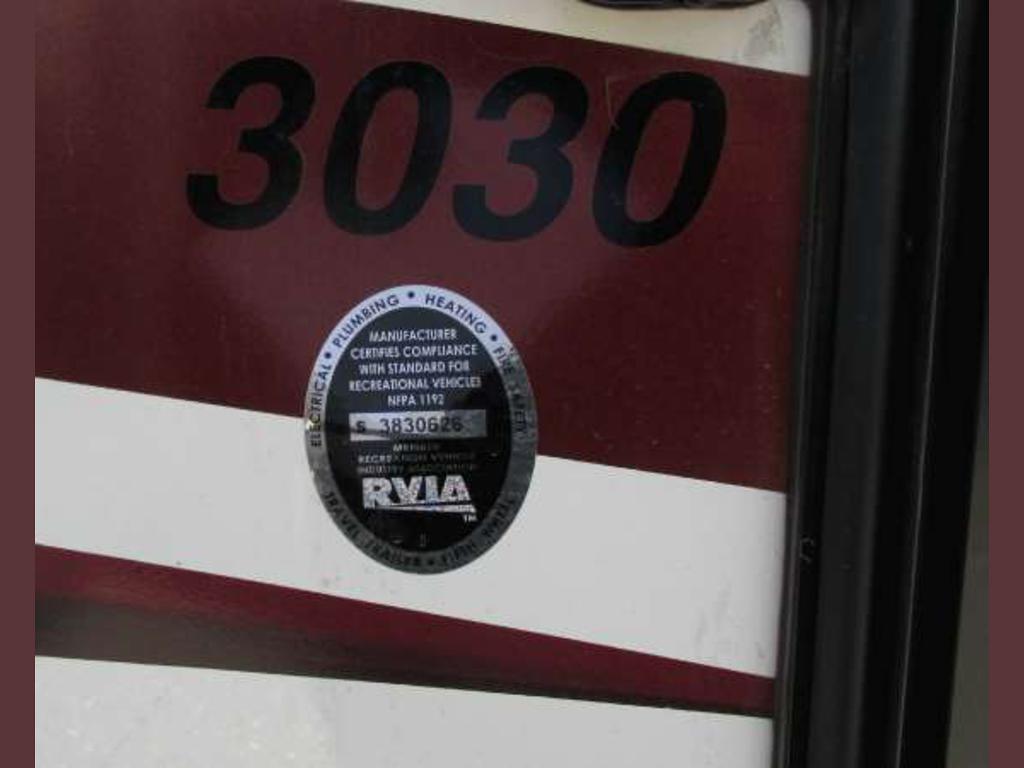 3030
ELECTRICAL • PLUMBING • HEATING • FIRE SAFETY
MANUFACTURER
CERTIFIES COMPLIANCE
WITH STANDARD FOR
RECREATIONAL VEHICLES
NFPA 1192
S 3830626
MEMBER
RECREATION VEHICLE
INDUSTRY ASSOCIATION
RVIA
TM
TRAVEL TRAILER • FIFTH WHEEL